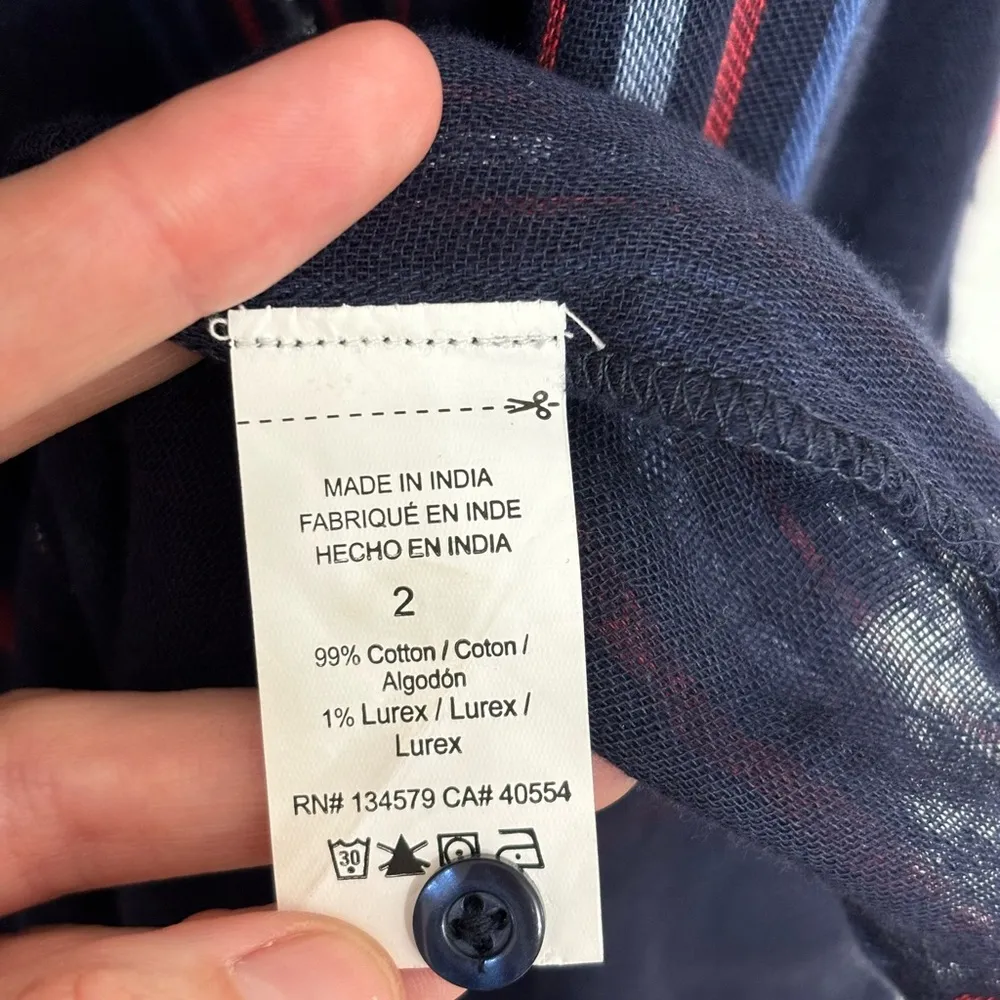 MADE IN INDIA
FABRIQUÉ EN INDE
HECHO EN INDIA
2
99% Cotton / Coton /
Algodón
1% Lurex / Lurex /
Lurex
RN# 134579 CA# 40554
30